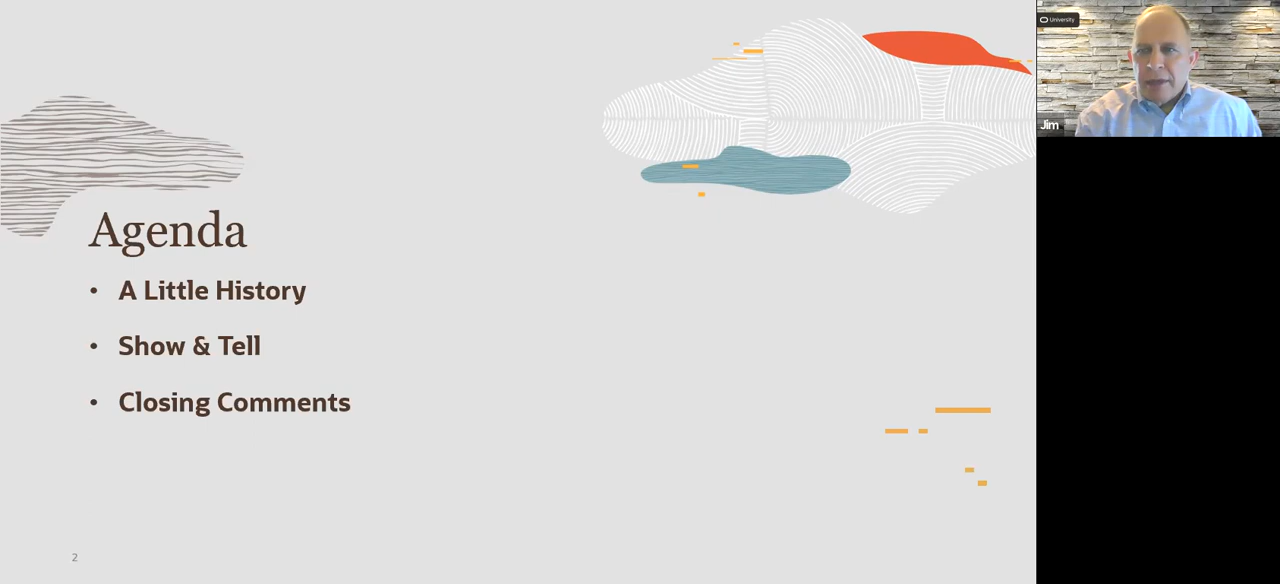 Agenda
• A Little History
• Show & Tell
• Closing Comments
2
University
Jim